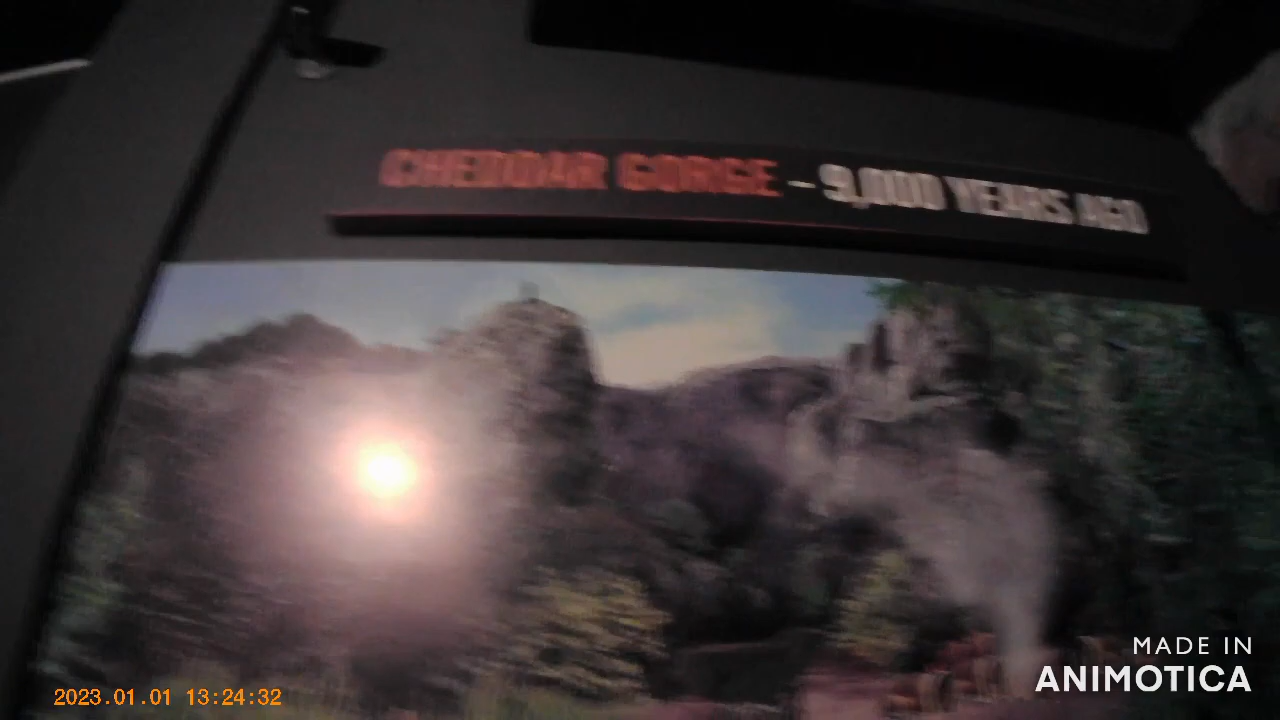 CHEDDAR GORGE – 9,000 YEARS AGO
MADE IN
ANIMOTICA
2023.01.01 13:24:32